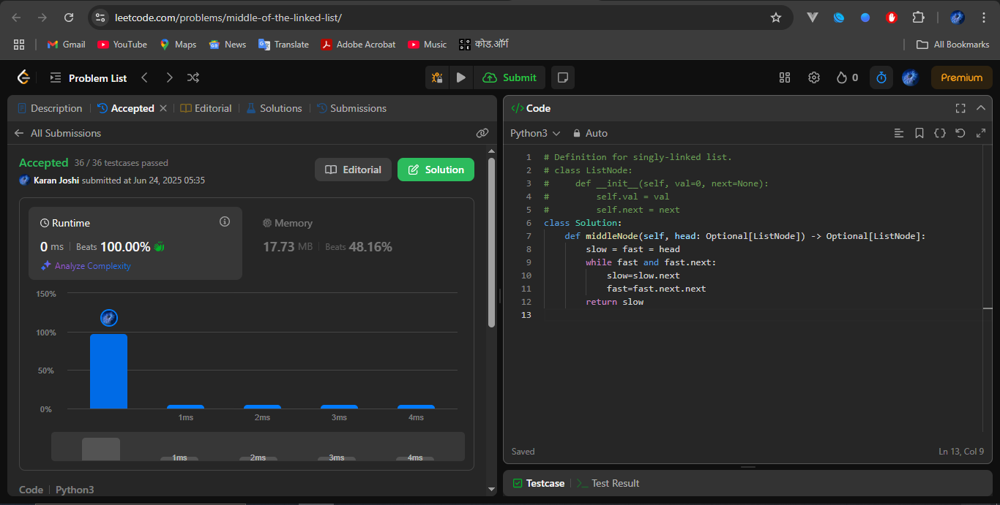 leetcode.com/problems/middle-of-the-linked-list/
Gmail YouTube Maps News Translate Adobe Acrobat Music कोड.ऑर्ग All Bookmarks
Problem List Submit 0 Premium
Description Accepted Editorial Solutions Submissions
All Submissions
Accepted 36 / 36 testcases passed
Karan Joshi submitted at Jun 24, 2025 05:35
Editorial Solution
Runtime
0 ms Beats 100.00%
Analyze Complexity
Memory
17.73 MB Beats 48.16%
150%
100%
50%
0%
1ms 2ms 3ms 4ms
1ms 2ms 3ms 4ms
Code Python3
</> Code
Python3 Auto
1 # Definition for singly-linked list.
2 # class ListNode:
3 #     def __init__(self, val=0, next=None):
4 #         self.val = val
5 #         self.next = next
6 class Solution:
7     def middleNode(self, head: Optional[ListNode]) -> Optional[ListNode]:
8         slow = fast = head
9         while fast and fast.next:
10             slow=slow.next
11             fast=fast.next.next
12         return slow
13
Saved Ln 13, Col 9
Testcase Test Result